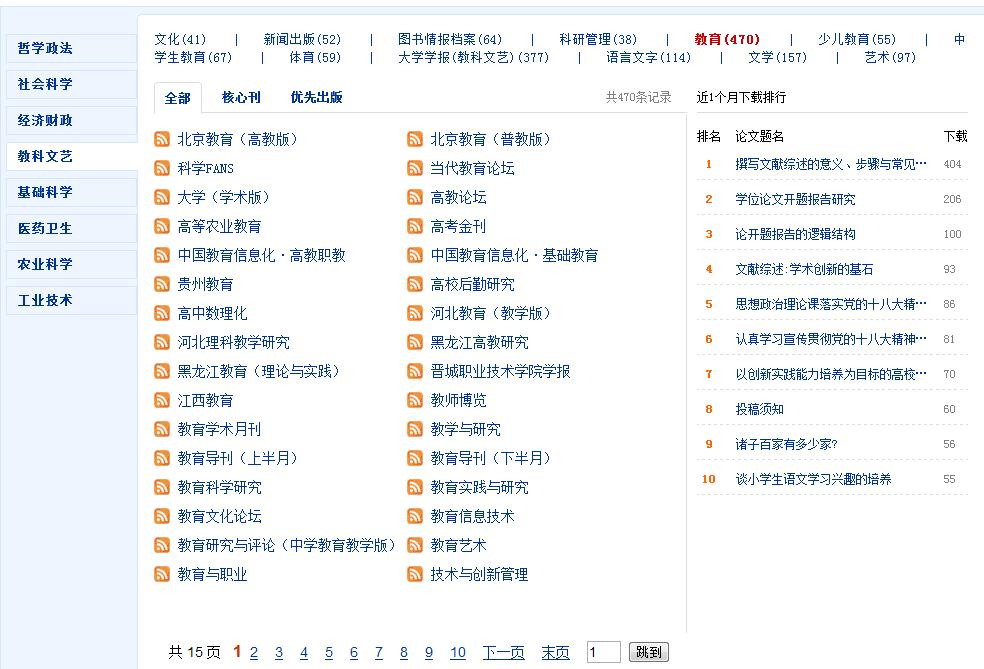 哲学政法
社会科学
经济财政
教科文艺
基础科学
医药卫生
农业科学
工业技术
文化(41) | 新闻出版(52) | 图书情报档案(64) | 科研管理(38) | 教育(470) | 少儿教育(55) | 中
学生教育(67) | 体育(59) | 大学学报(教科文艺)(377) | 语言文字(114) | 文学(157) | 艺术(97)
全部 核心刊 优先出版 共470条记录
北京教育（高教版） 北京教育（普教版）
科学FANS 当代教育论坛
大学（学术版） 高教论坛
高等农业教育 高考金刊
中国教育信息化·高教职教 中国教育信息化·基础教育
贵州教育 高校后勤研究
高中数理化 河北教育（教学版）
河北理科教学研究 黑龙江高教研究
黑龙江教育（理论与实践） 晋城职业技术学院学报
江西教育 教师博览
教育学术月刊 教学与研究
教育导刊（上半月） 教育导刊（下半月）
教育科学研究 教育实践与研究
教育文化论坛 教育信息技术
教育研究与评论（中学教育教学版） 教育艺术
教育与职业 技术与创新管理
共 15 页 1 2 3 4 5 6 7 8 9 10 下一页 末页 1 跳到
近1个月下载排行
排名 论文题名 下载
1 撰写文献综述的意义、步骤与常见… 404
2 学位论文开题报告研究 206
3 论开题报告的逻辑结构 100
4 文献综述:学术创新的基石 93
5 思想政治理论课落实党的十八大精… 86
6 认真学习宣传贯彻党的十八大精神… 81
7 以创新实践能力培养为目标的高校… 70
8 投稿须知 60
9 诸子百家有多少家? 56
10 谈小学生语文学习兴趣的培养 55